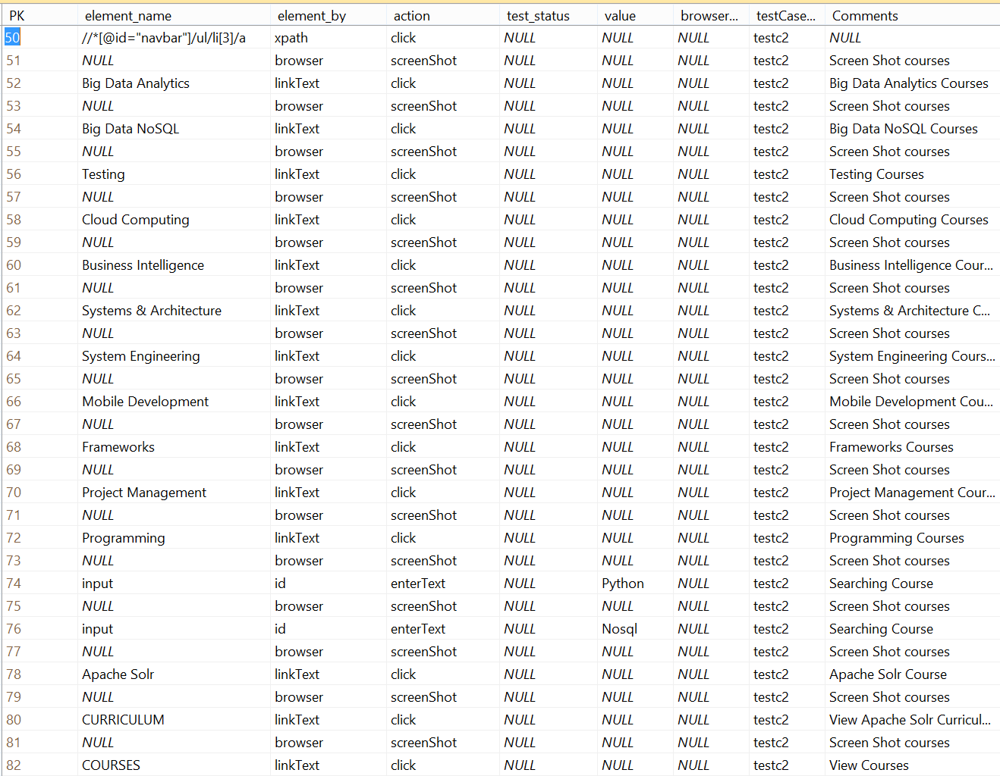 PK element_name element_by action test_status value browser... testCase... Comments
50 //*[@id="navbar"]/ul/li[3]/a xpath click NULL NULL NULL testc2 NULL
51 NULL browser screenShot NULL NULL NULL testc2 Screen Shot courses
52 Big Data Analytics linkText click NULL NULL NULL testc2 Big Data Analytics Courses
53 NULL browser screenShot NULL NULL NULL testc2 Screen Shot courses
54 Big Data NoSQL linkText click NULL NULL NULL testc2 Big Data NoSQL Courses
55 NULL browser screenShot NULL NULL NULL testc2 Screen Shot courses
56 Testing linkText click NULL NULL NULL testc2 Testing Courses
57 NULL browser screenShot NULL NULL NULL testc2 Screen Shot courses
58 Cloud Computing linkText click NULL NULL NULL testc2 Cloud Computing Courses
59 NULL browser screenShot NULL NULL NULL testc2 Screen Shot courses
60 Business Intelligence linkText click NULL NULL NULL testc2 Business Intelligence Cour...
61 NULL browser screenShot NULL NULL NULL testc2 Screen Shot courses
62 Systems & Architecture linkText click NULL NULL NULL testc2 Systems & Architecture C...
63 NULL browser screenShot NULL NULL NULL testc2 Screen Shot courses
64 System Engineering linkText click NULL NULL NULL testc2 System Engineering Cours...
65 NULL browser screenShot NULL NULL NULL testc2 Screen Shot courses
66 Mobile Development linkText click NULL NULL NULL testc2 Mobile Development Cou...
67 NULL browser screenShot NULL NULL NULL testc2 Screen Shot courses
68 Frameworks linkText click NULL NULL NULL testc2 Frameworks Courses
69 NULL browser screenShot NULL NULL NULL testc2 Screen Shot courses
70 Project Management linkText click NULL NULL NULL testc2 Project Management Cour...
71 NULL browser screenShot NULL NULL NULL testc2 Screen Shot courses
72 Programming linkText click NULL NULL NULL testc2 Programming Courses
73 NULL browser screenShot NULL NULL NULL testc2 Screen Shot courses
74 input id enterText NULL Python NULL testc2 Searching Course
75 NULL browser screenShot NULL NULL NULL testc2 Screen Shot courses
76 input id enterText NULL Nosql NULL testc2 Searching Course
77 NULL browser screenShot NULL NULL NULL testc2 Screen Shot courses
78 Apache Solr linkText click NULL NULL NULL testc2 Apache Solr Course
79 NULL browser screenShot NULL NULL NULL testc2 Screen Shot courses
80 CURRICULUM linkText click NULL NULL NULL testc2 View Apache Solr Curricul...
81 NULL browser screenShot NULL NULL NULL testc2 Screen Shot courses
82 COURSES linkText click NULL NULL NULL testc2 View Courses